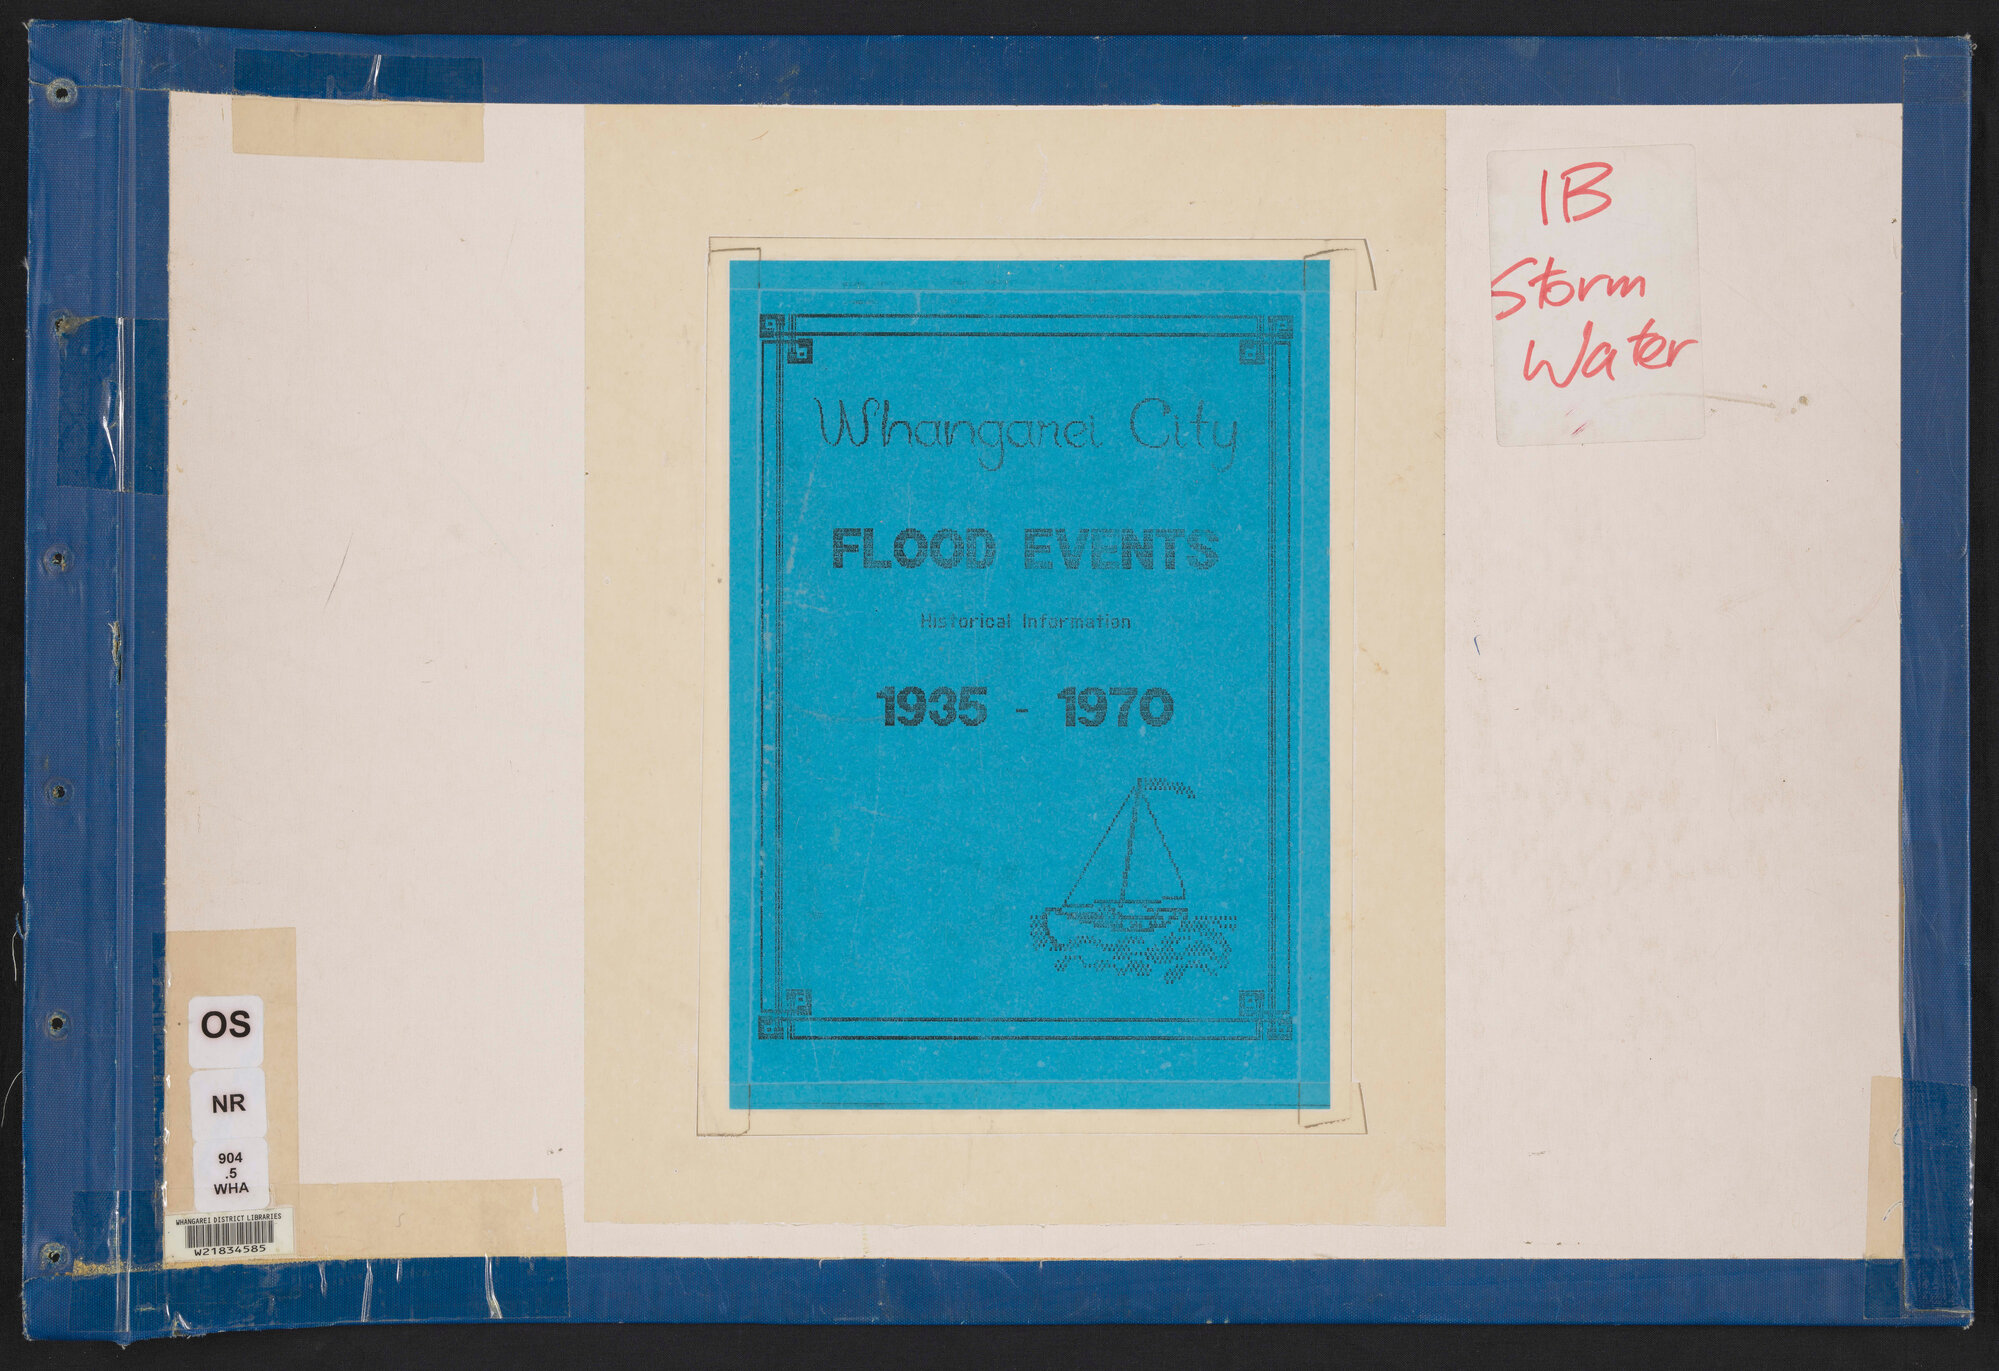 1B
Storm
Water
Whangarei City
FLOOD EVENTS
Historical Information
1935 - 1970
OS
NR
904
.5
WHA
WHANGAREI DISTRICT LIBRARIES
W21834585